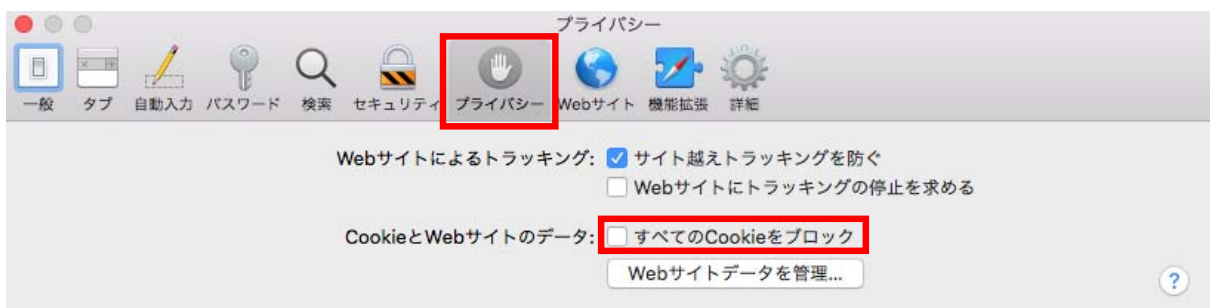 プライバシー
一般 タブ 自動入力 パスワード 検索 セキュリティ プライバシー Webサイト 機能拡張 詳細
Webサイトによるトラッキング: サイト越えトラッキングを防ぐ
Webサイトにトラッキングの停止を求める
CookieとWebサイトのデータ: すべてのCookieをブロック
Webサイトデータを管理...
?